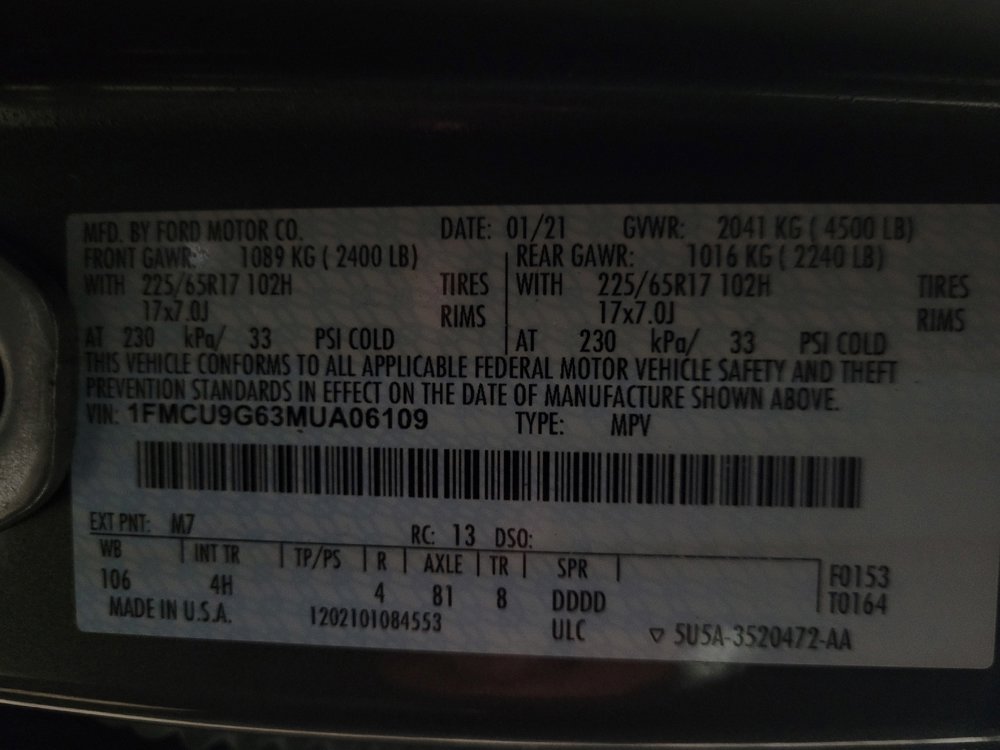 MFD. BY FORD MOTOR CO. DATE: 01/21 GVWR: 2041 KG ( 4500 LB)
FRONT GAWR: 1089 KG ( 2400 LB) REAR GAWR: 1016 KG ( 2240 LB)
WITH 225/65R17 102H TIRES WITH 225/65R17 102H TIRES
17x7.0J RIMS 17x7.0J RIMS
AT 230 kPa/ 33 PSI COLD AT 230 kPa/ 33 PSI COLD
THIS VEHICLE CONFORMS TO ALL APPLICABLE FEDERAL MOTOR VEHICLE SAFETY AND THEFT
PREVENTION STANDARDS IN EFFECT ON THE DATE OF MANUFACTURE SHOWN ABOVE.
VIN: 1FMCU9G63MUA06109 TYPE: MPV
EXT PNT: M7 RC: 13 DSO:
WB INT TR TP/PS R AXLE TR SPR F0153
106 4H 4 81 8 DDDD T0164
MADE IN U.S.A. 1202101084553 ULC ▽ 5U5A-3520472-AA